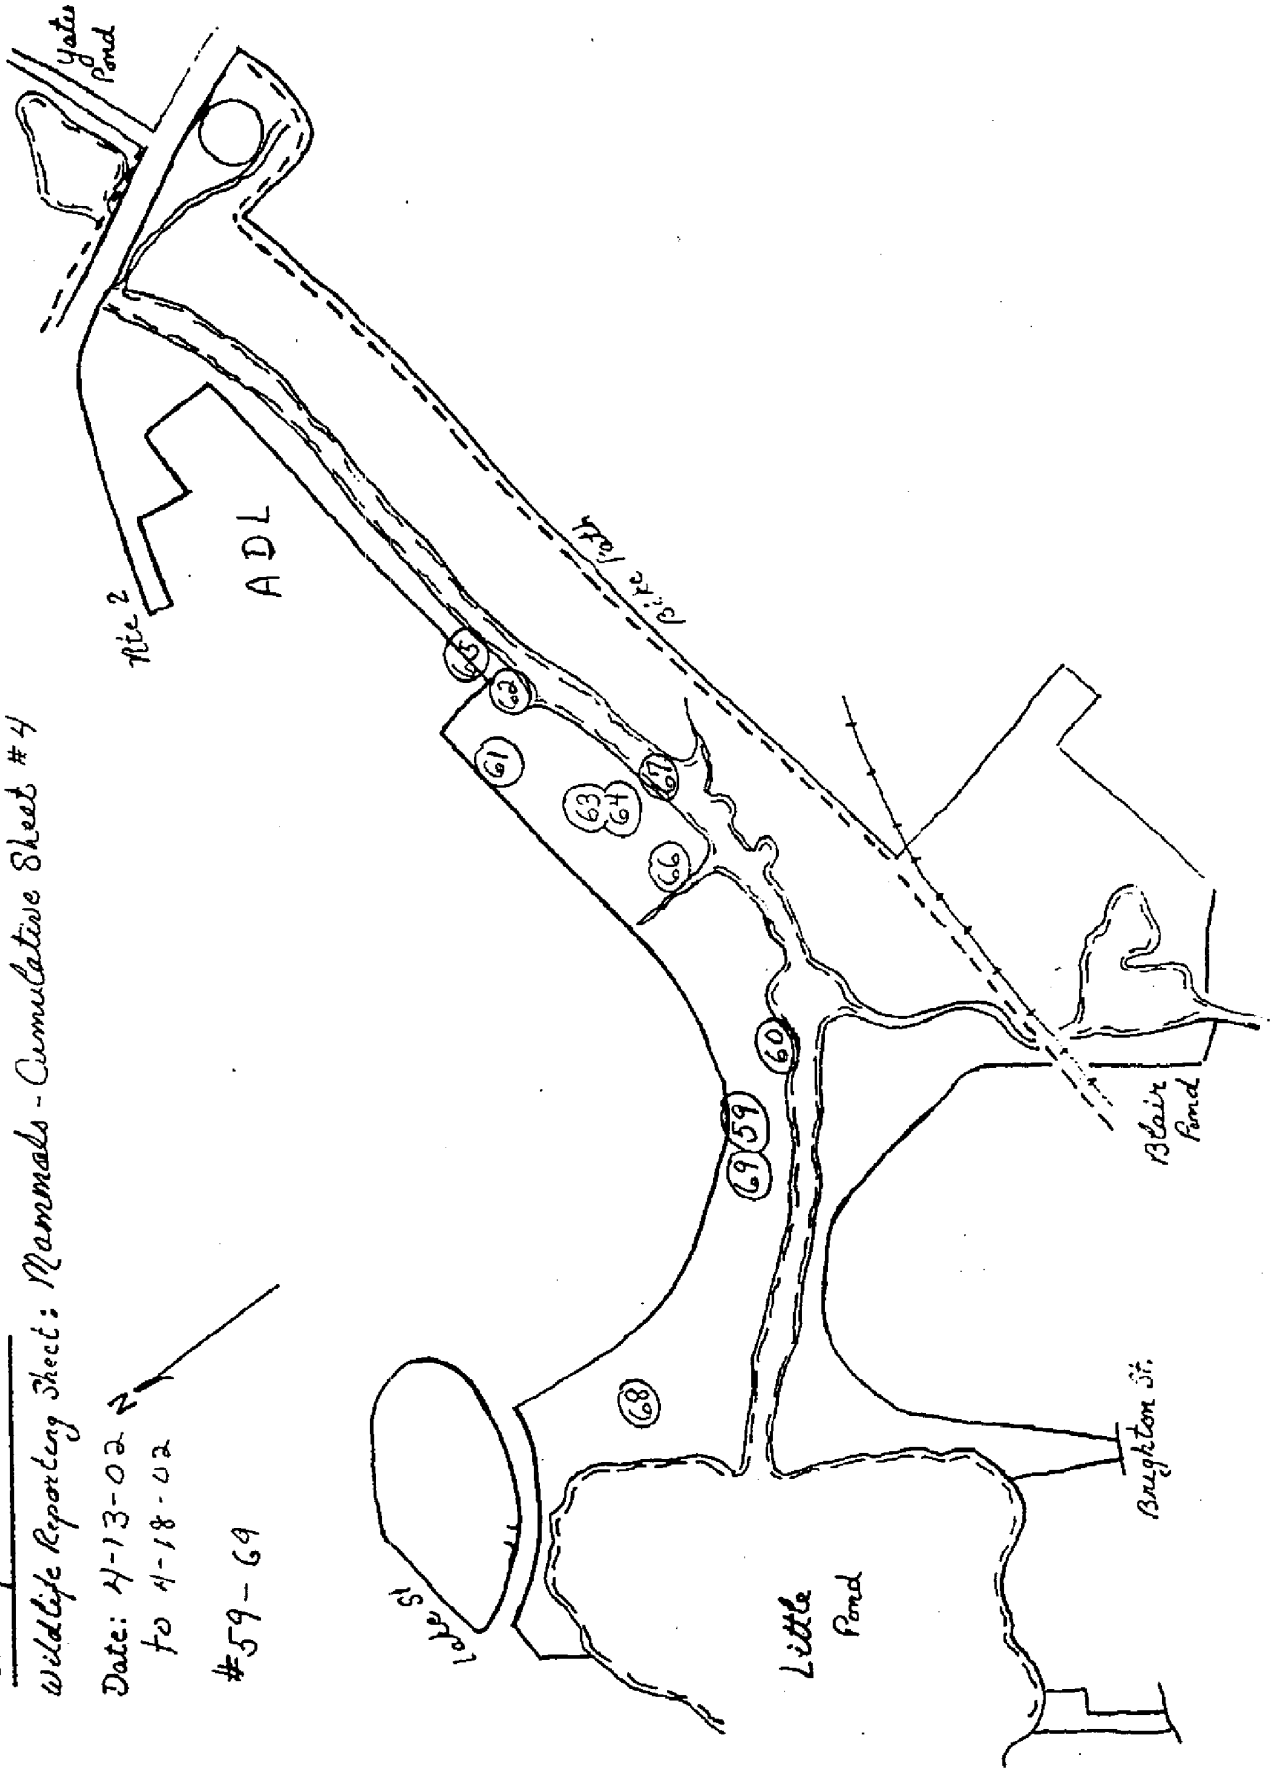 Wildlife Reporting Sheet: Mammals - Cumulative Sheet #4
Date: 4-13-02
to 4-18-02
#59-69
N
Lake St
Little
Pond
Brighton St.
Blair
Pond
Bike Path
Rte 2
ADL
Yates
Pond
68
69
59
60
66
63
64
67
61
62
65